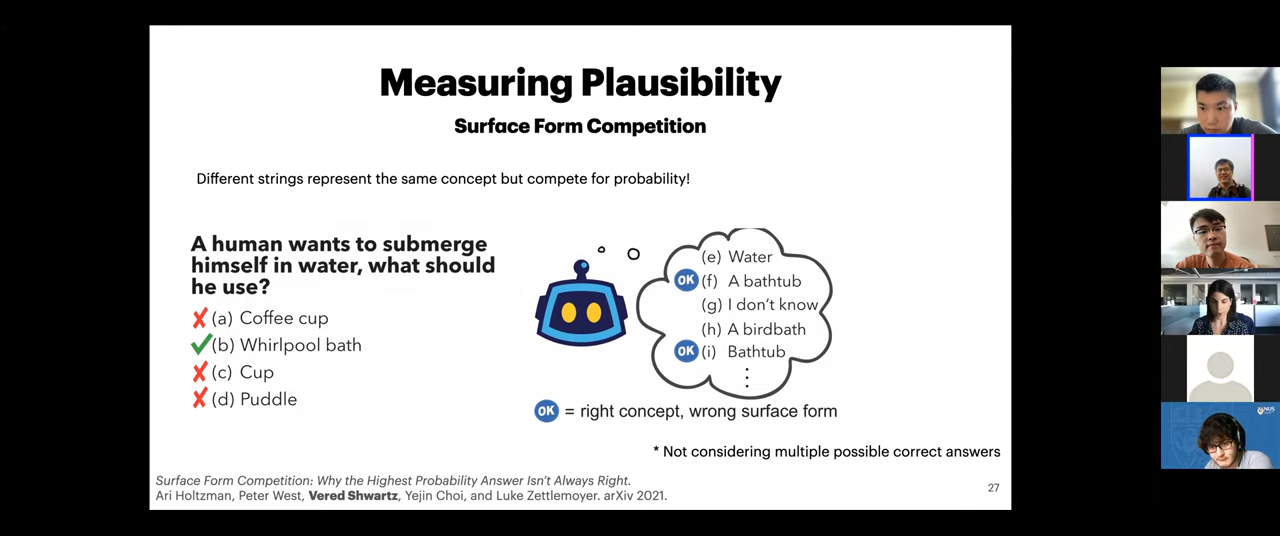 Measuring Plausibility
Surface Form Competition
Different strings represent the same concept but compete for probability!
A human wants to submerge
himself in water, what should
he use?
(a) Coffee cup
(b) Whirlpool bath
(c) Cup
(d) Puddle
(e) Water
OK (f) A bathtub
(g) I don't know
(h) A birdbath
OK (i) Bathtub
OK = right concept, wrong surface form
* Not considering multiple possible correct answers
Surface Form Competition: Why the Highest Probability Answer Isn't Always Right.
Ari Holtzman, Peter West, Vered Shwartz, Yejin Choi, and Luke Zettlemoyer. arXiv 2021.
27
NUS